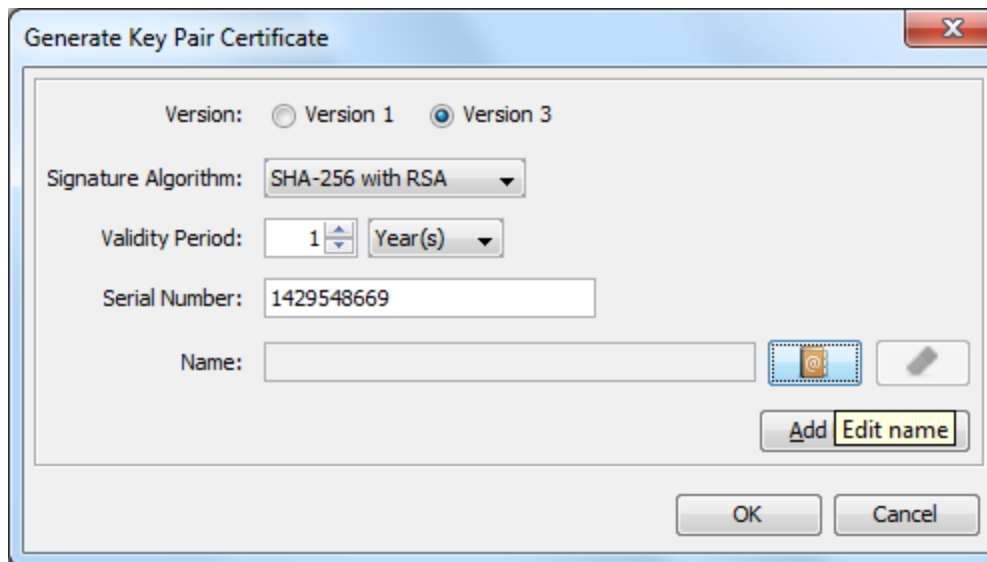 Generate Key Pair Certificate
Version: Version 1 Version 3
Signature Algorithm: SHA-256 with RSA
Validity Period: 1 Year(s)
Serial Number: 1429548669
Name: @
Add Edit name
OK Cancel